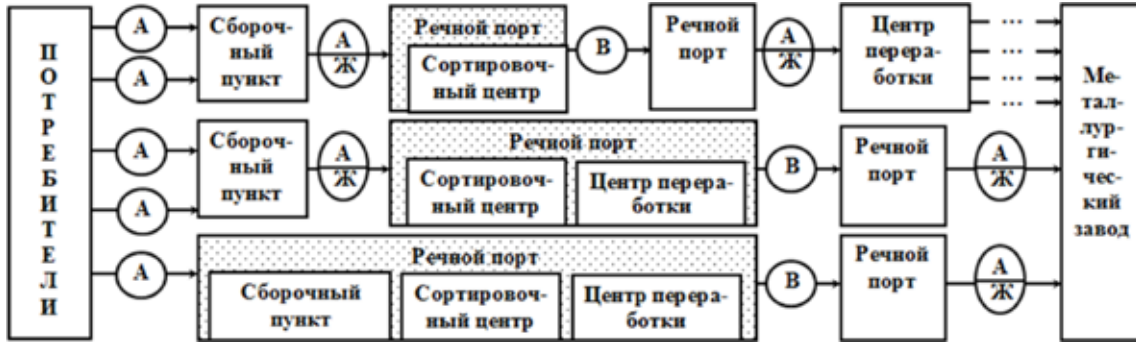 ПОТРЕБИТЕЛИ
А
А
Сбороч-
ный
пункт
А
Ж
Речной порт
Сортировоч-
ный центр
В
Речной
порт
А
Ж
Центр
перера-
ботки
...
...
...
...
А
А
Сбороч-
ный
пункт
А
Ж
Речной порт
Сортировоч-
ный центр
Центр перера-
ботки
В
Речной
порт
А
Ж
А
Речной порт
Сборочный
пункт
Сортировоч-
ный центр
Центр перера-
ботки
В
Речной
порт
А
Ж
Ме-
тал-
лур-
ги-
чес-
кий
завод